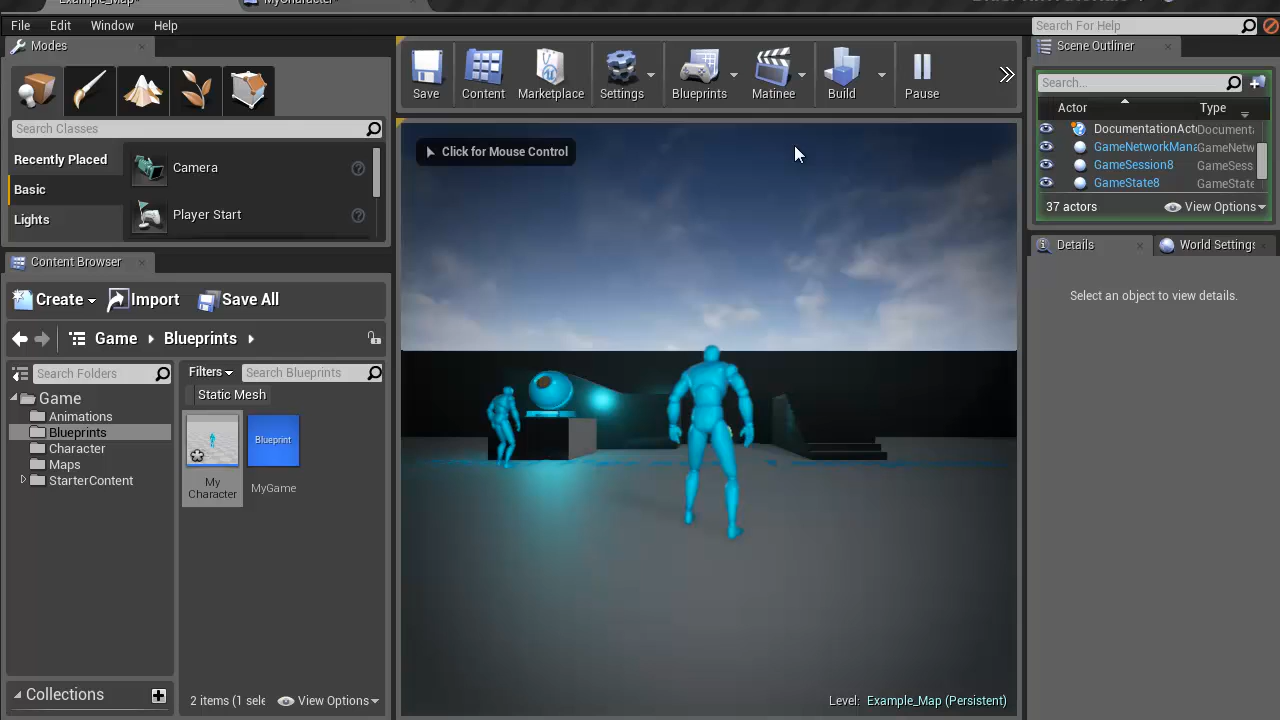 Example_Map*
MyCharacter
File Edit Window Help
Search For Help
Modes
Scene Outliner
Save Content Marketplace Settings Blueprints Matinee Build Pause
Search...
Search Classes
Actor Type
Recently Placed
Basic
Lights
Camera
Player Start
Click for Mouse Control
DocumentationActo Documenta
GameNetworkMana GameNetw
GameSession8 GameSess
GameState8 GameState
37 actors View Options
Content Browser
Details World Settings
Create Import Save All
Select an object to view details.
Game Blueprints
Search Folders
Filters Search Blueprints
Static Mesh
Game
Animations
Blueprints
Character
Maps
StarterContent
Blueprint
My
Character
MyGame
Collections
2 items (1 sele View Options
Level: Example_Map (Persistent)